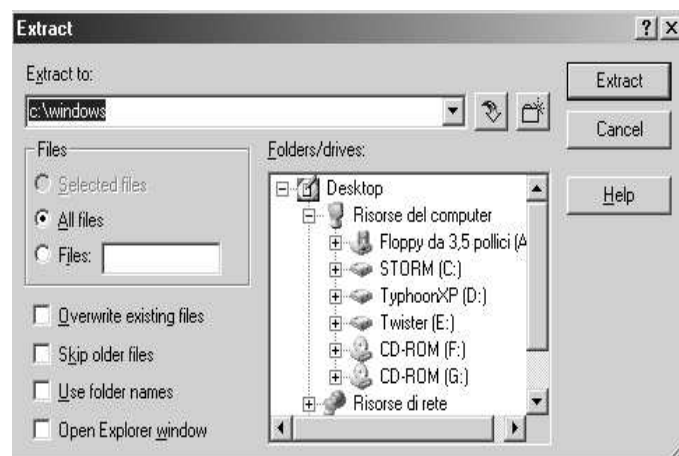 Extract
Extract to:
c:\windows
Extract
Cancel
Help
Files
Selected files
All files
Files:
Overwrite existing files
Skip older files
Use folder names
Open Explorer window
Folders/drives:
Desktop
Risorse del computer
Floppy da 3,5 pollici (A
STORM (C:)
TyphoonXP (D:)
Twister (E:)
CD-ROM (F:)
CD-ROM (G:)
Risorse di rete